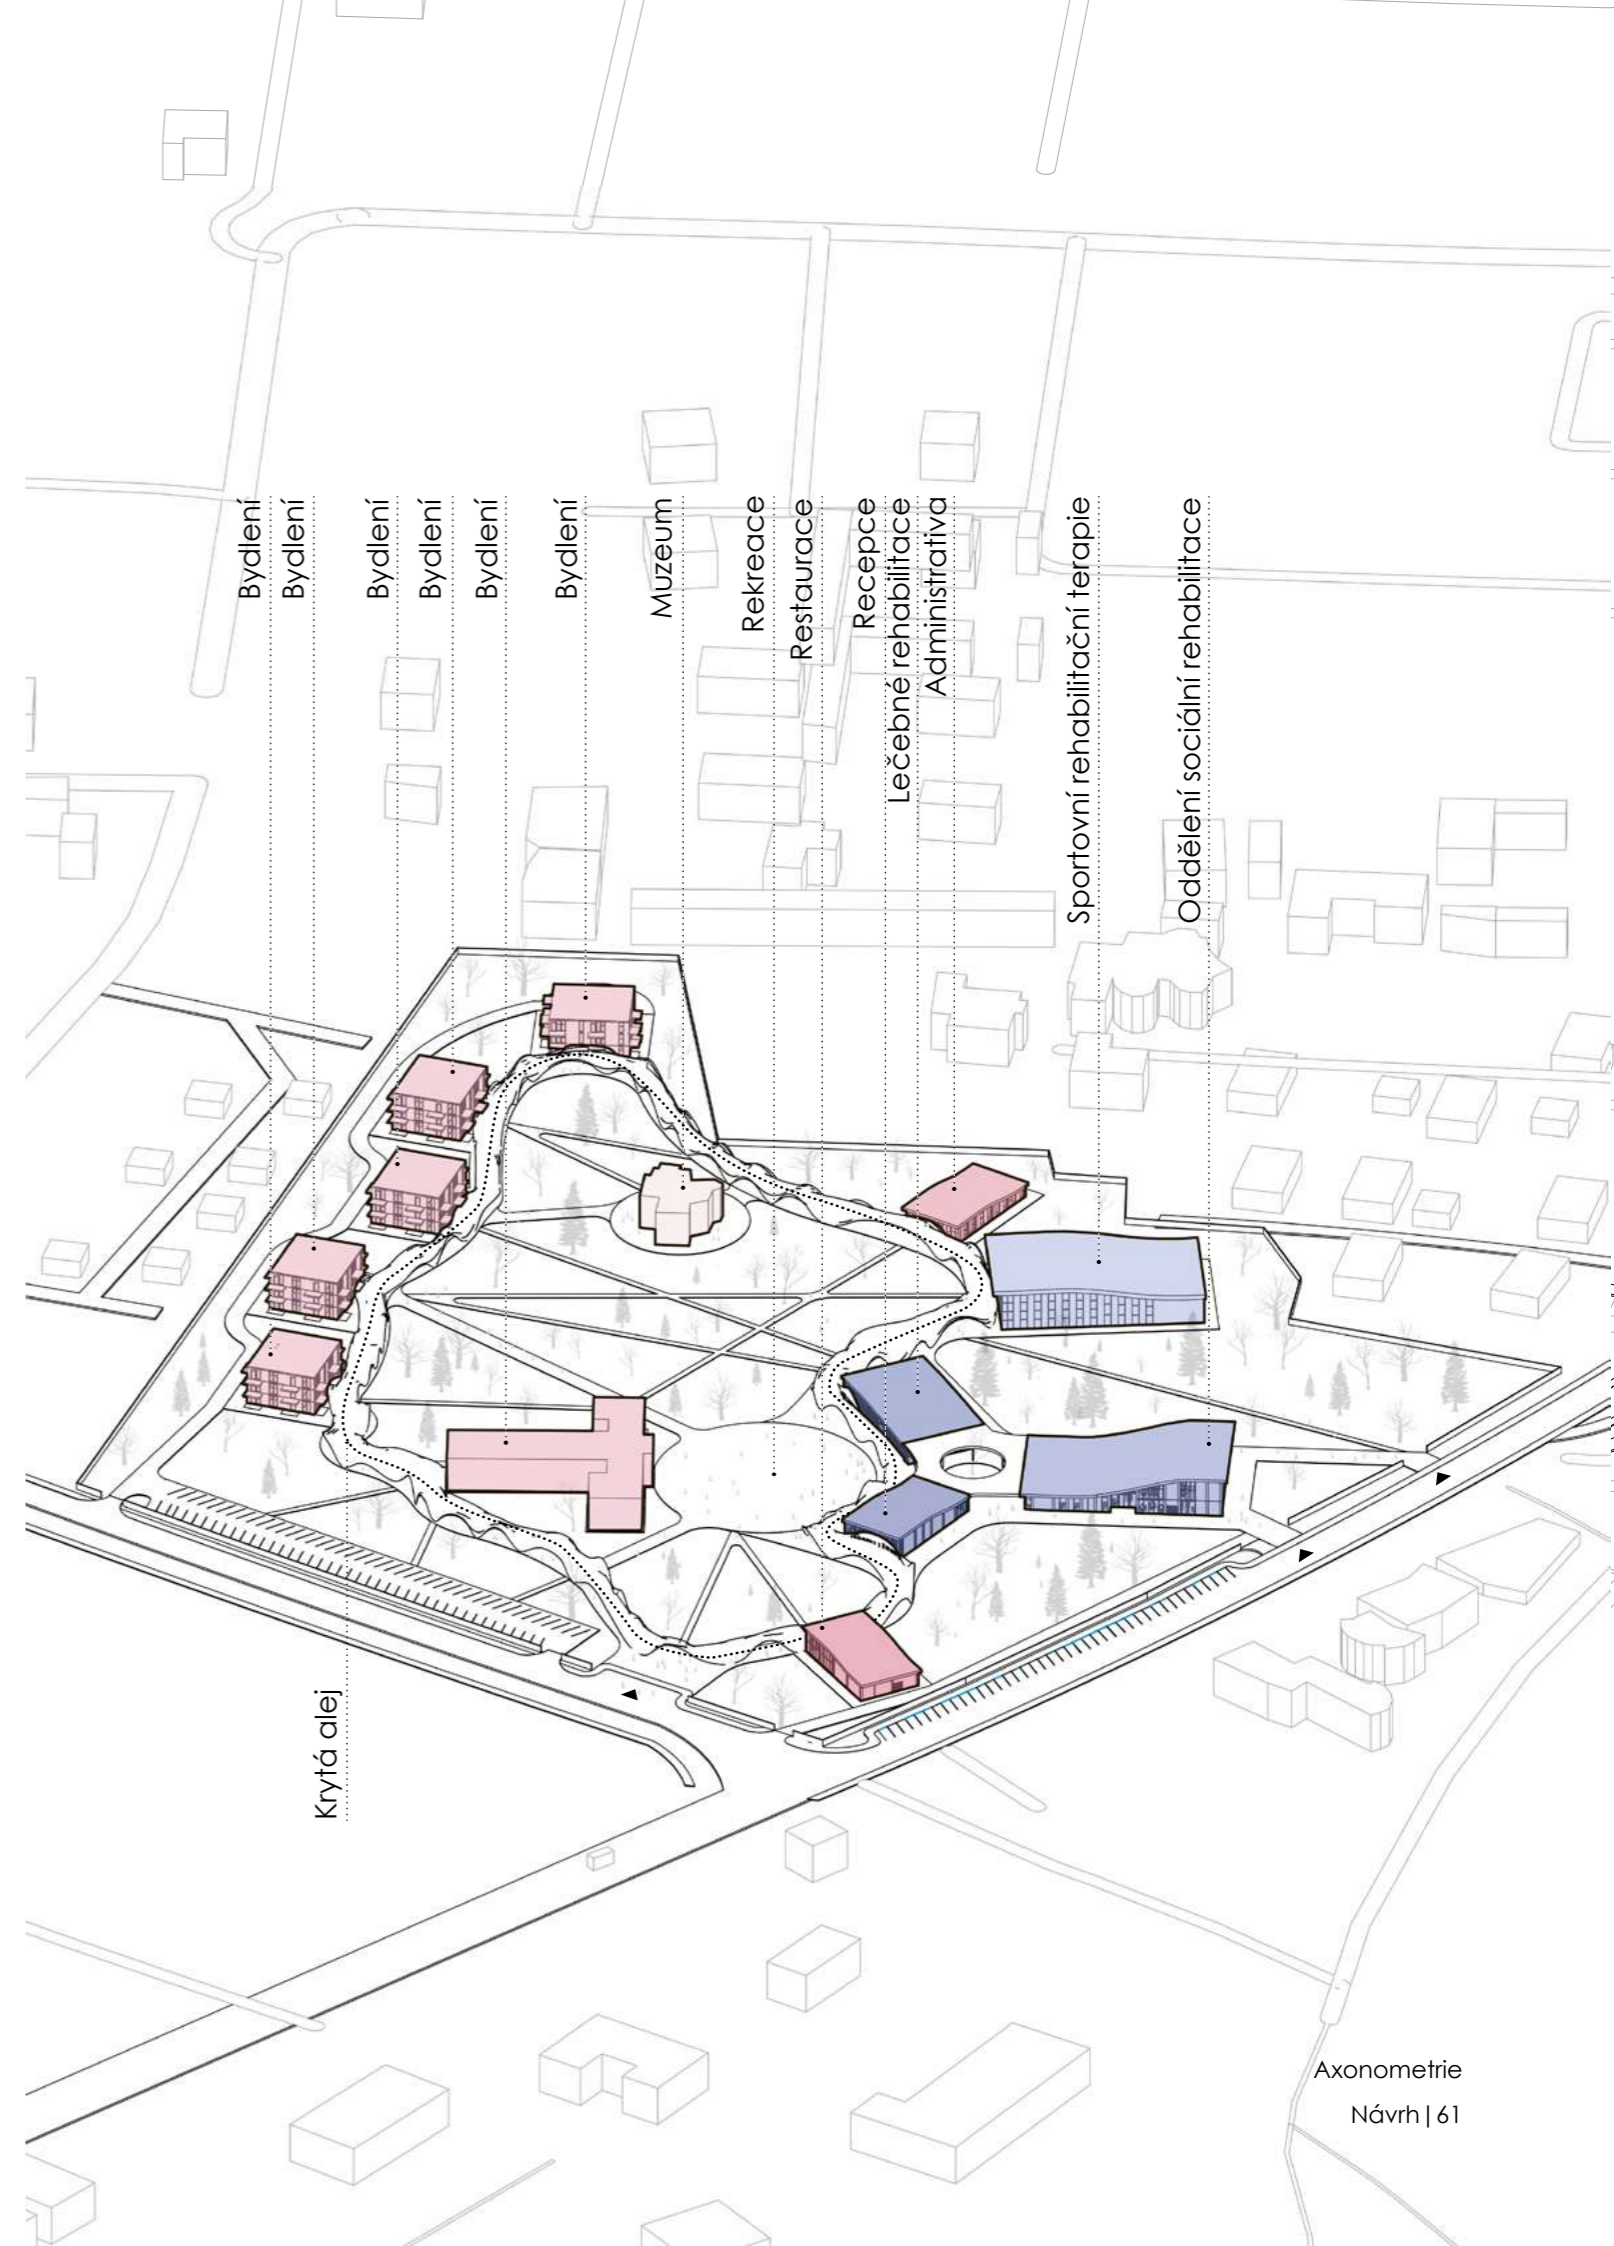 Bydlení
Bydlení
Bydlení
Bydlení
Bydlení
Bydlení
Muzeum
Rekreace
Restaurace
Recepce
Lečebné rehabilitace
Administrativa
Sportovní rehabilitační terapie
Oddělení sociální rehabilitace
Krytá alej
Axonometrie
Návrh|61